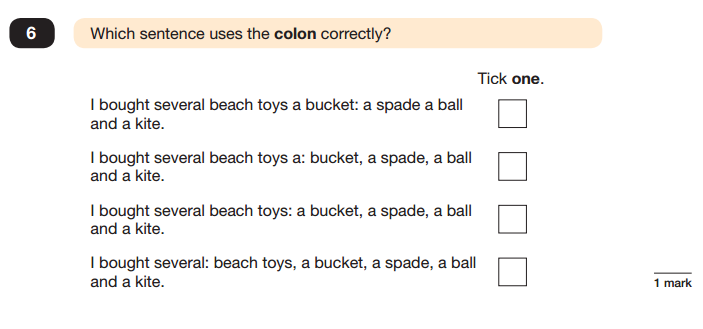 6
Which sentence uses the colon correctly?
Tick one.
I bought several beach toys a bucket: a spade a ball
and a kite.
I bought several beach toys a: bucket, a spade, a ball
and a kite.
I bought several beach toys: a bucket, a spade, a ball
and a kite.
I bought several: beach toys, a bucket, a spade, a ball
and a kite.
1 mark